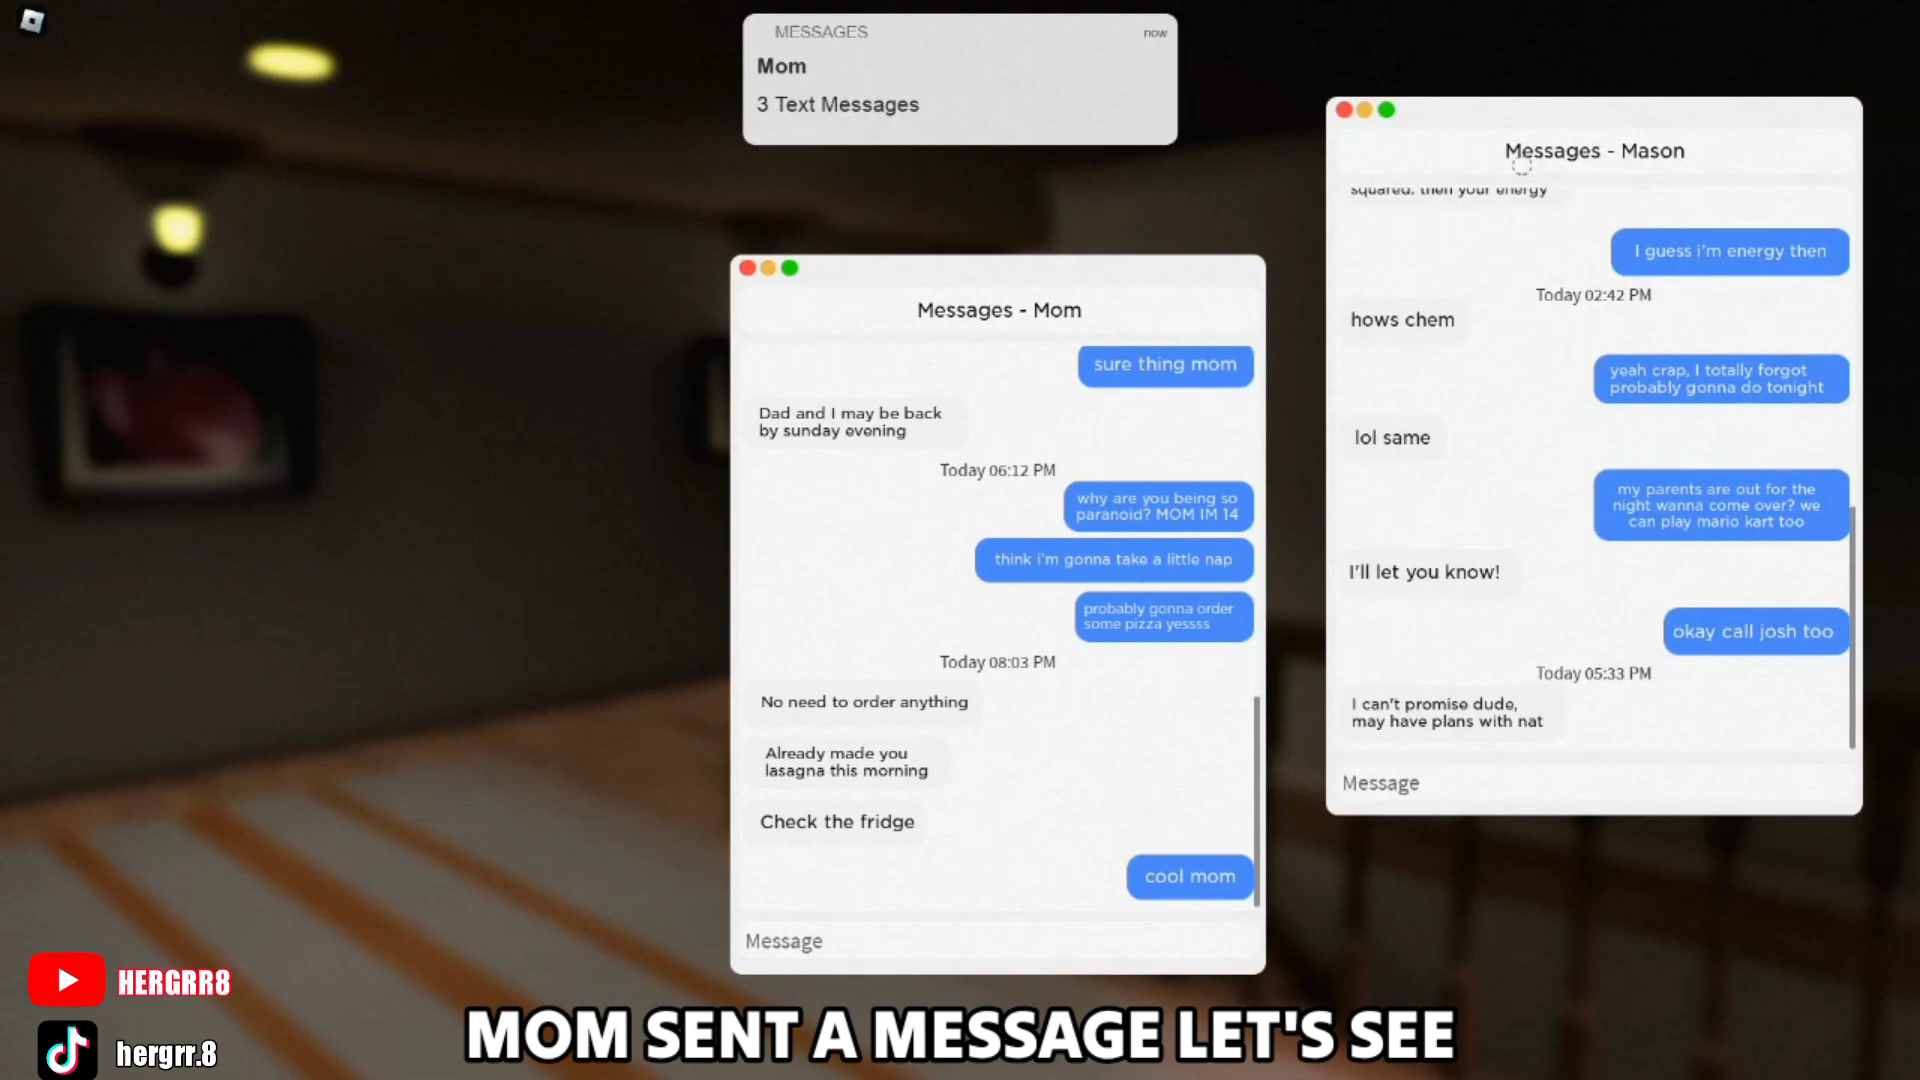 MESSAGES now
Mom
3 Text Messages
Messages - Mom
sure thing mom
Dad and I may be back
by sunday evening
Today 06:12 PM
why are you being so
paranoid? MOM IM 14
think i'm gonna take a little nap
probably gonna order
some pizza yessss
Today 08:03 PM
No need to order anything
Already made you
lasagna this morning
Check the fridge
cool mom
Message
Messages - Mason
squared. then your energy
I guess i'm energy then
Today 02:42 PM
hows chem
yeah crap, I totally forgot
probably gonna do tonight
lol same
my parents are out for the
night wanna come over? we
can play mario kart too
I'll let you know!
okay call josh too
Today 05:33 PM
I can't promise dude,
may have plans with nat
Message
HERGRR8
hergrr.8
MOM SENT A MESSAGE LET'S SEE